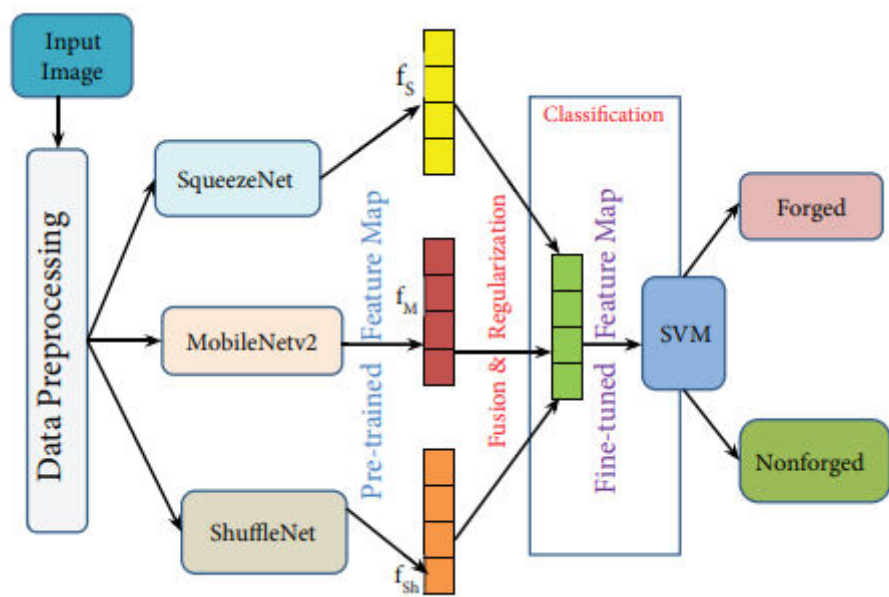 Input
Image
Data Preprocessing
SqueezeNet
MobileNetv2
ShuffleNet
Pre-trained Feature Map
f_S
f_M
f_Sh
Fusion & Regularization
Classification
Fine-tuned Feature Map
SVM
Forged
Nonforged